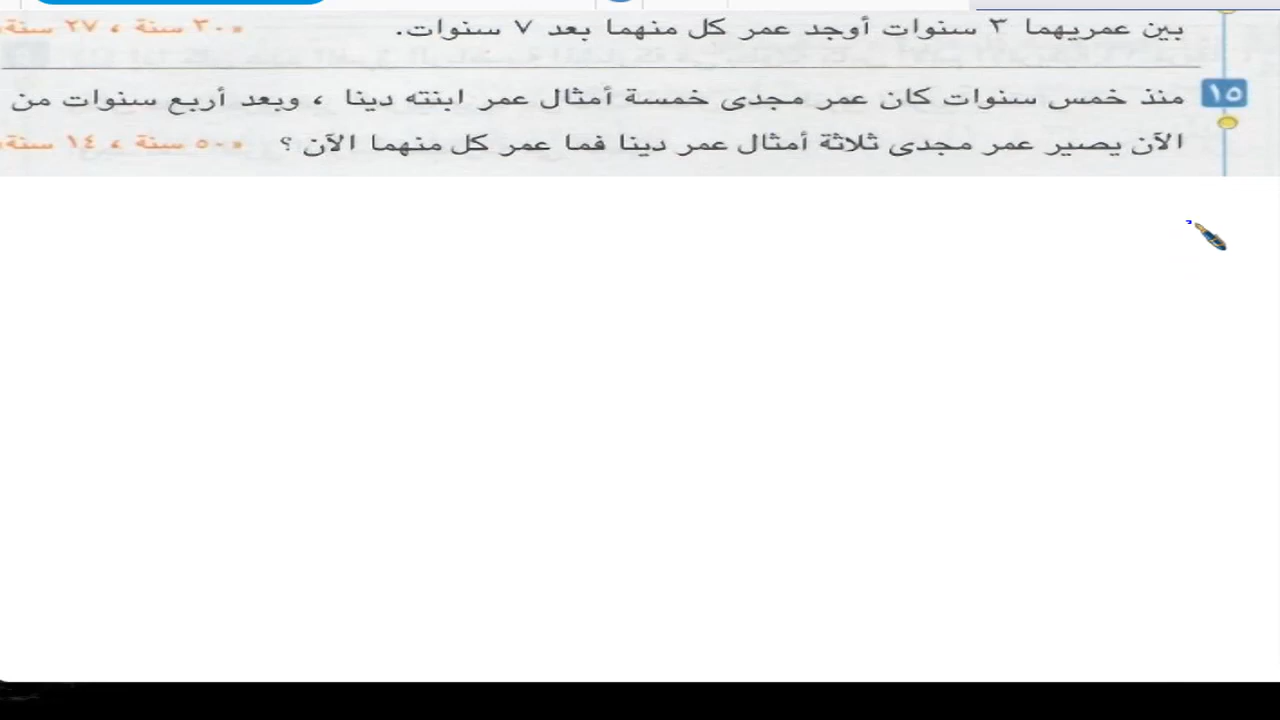 بين عمريهما ٣ سنوات أوجد عمر كل منهما بعد ٧ سنوات. «٣٠ سنة ، ٢٧ سنة
١٥ منذ خمس سنوات كان عمر مجدى خمسة أمثال عمر ابنته دينا ، وبعد أربع سنوات من
الآن يصير عمر مجدى ثلاثة أمثال عمر دينا فما عمر كل منهما الآن ؟ «٥٠ سنة ، ١٤ سنة